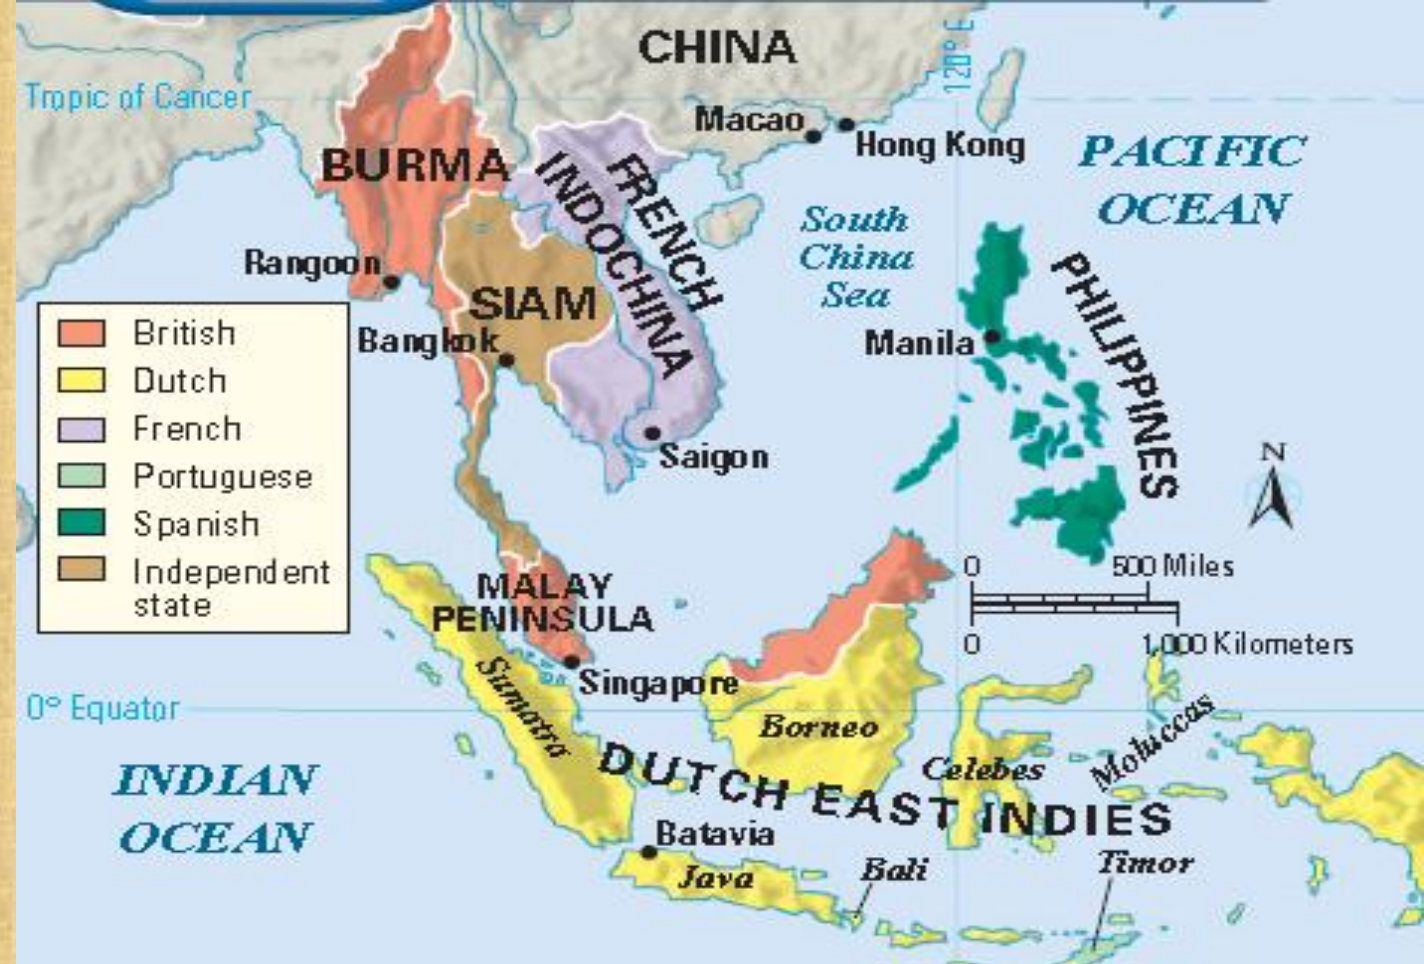 CHINA
120° E
Tropic of Cancer
Macao
Hong Kong
PACIFIC
OCEAN
BURMA
FRENCH
INDOCHINA
South
China
Sea
Rangoon
SIAM
PHILIPPINES
Bangkok
Manila
British
Dutch
French
Portuguese
Spanish
Independent
state
Saigon
N
0 500 Miles
0 1,000 Kilometers
MALAY
PENINSULA
Singapore
Sumatra
0° Equator
Borneo
Celebes
Moluccas
INDIAN
OCEAN
DUTCH EAST INDIES
Batavia
Java
Bali
Timor